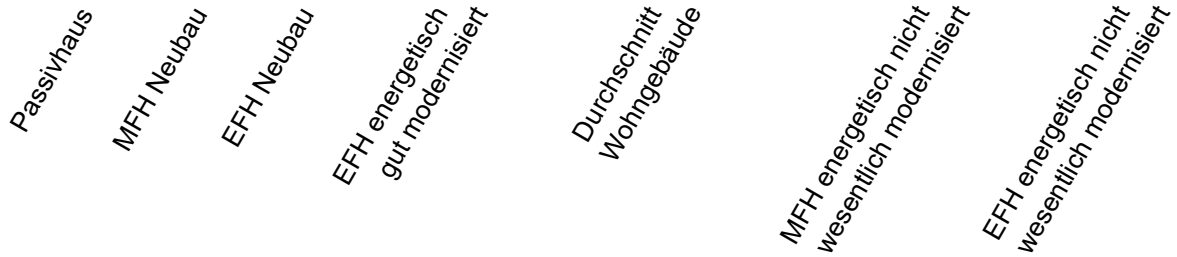 Passivhaus
MFH Neubau
EFH Neubau
EFH energetisch
gut modernisiert
Durchschnitt
Wohngebäude
MFH energetisch nicht
wesentlich modernisiert
EFH energetisch nicht
wesentlich modernisiert